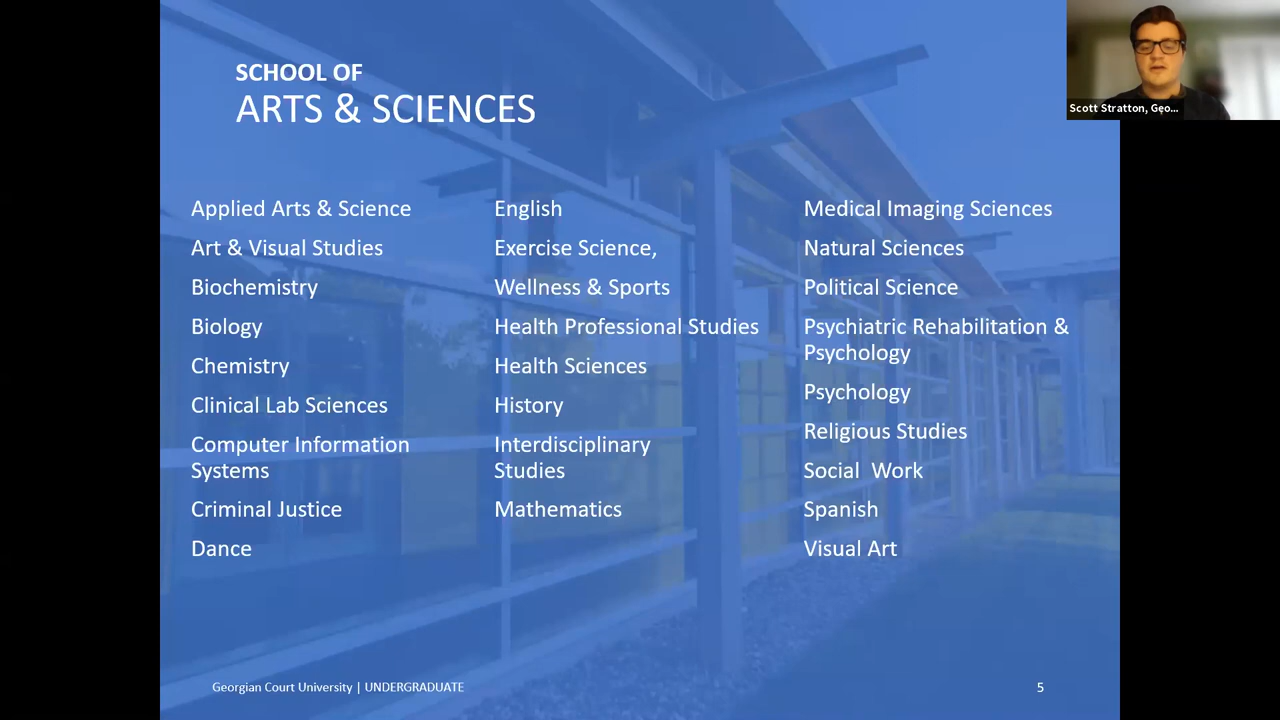 SCHOOL OF
ARTS & SCIENCES
Applied Arts & Science
Art & Visual Studies
Biochemistry
Biology
Chemistry
Clinical Lab Sciences
Computer Information
Systems
Criminal Justice
Dance
English
Exercise Science,
Wellness & Sports
Health Professional Studies
Health Sciences
History
Interdisciplinary
Studies
Mathematics
Medical Imaging Sciences
Natural Sciences
Political Science
Psychiatric Rehabilitation &
Psychology
Psychology
Religious Studies
Social  Work
Spanish
Visual Art
Scott Stratton, Geo...
Georgian Court University | UNDERGRADUATE
5